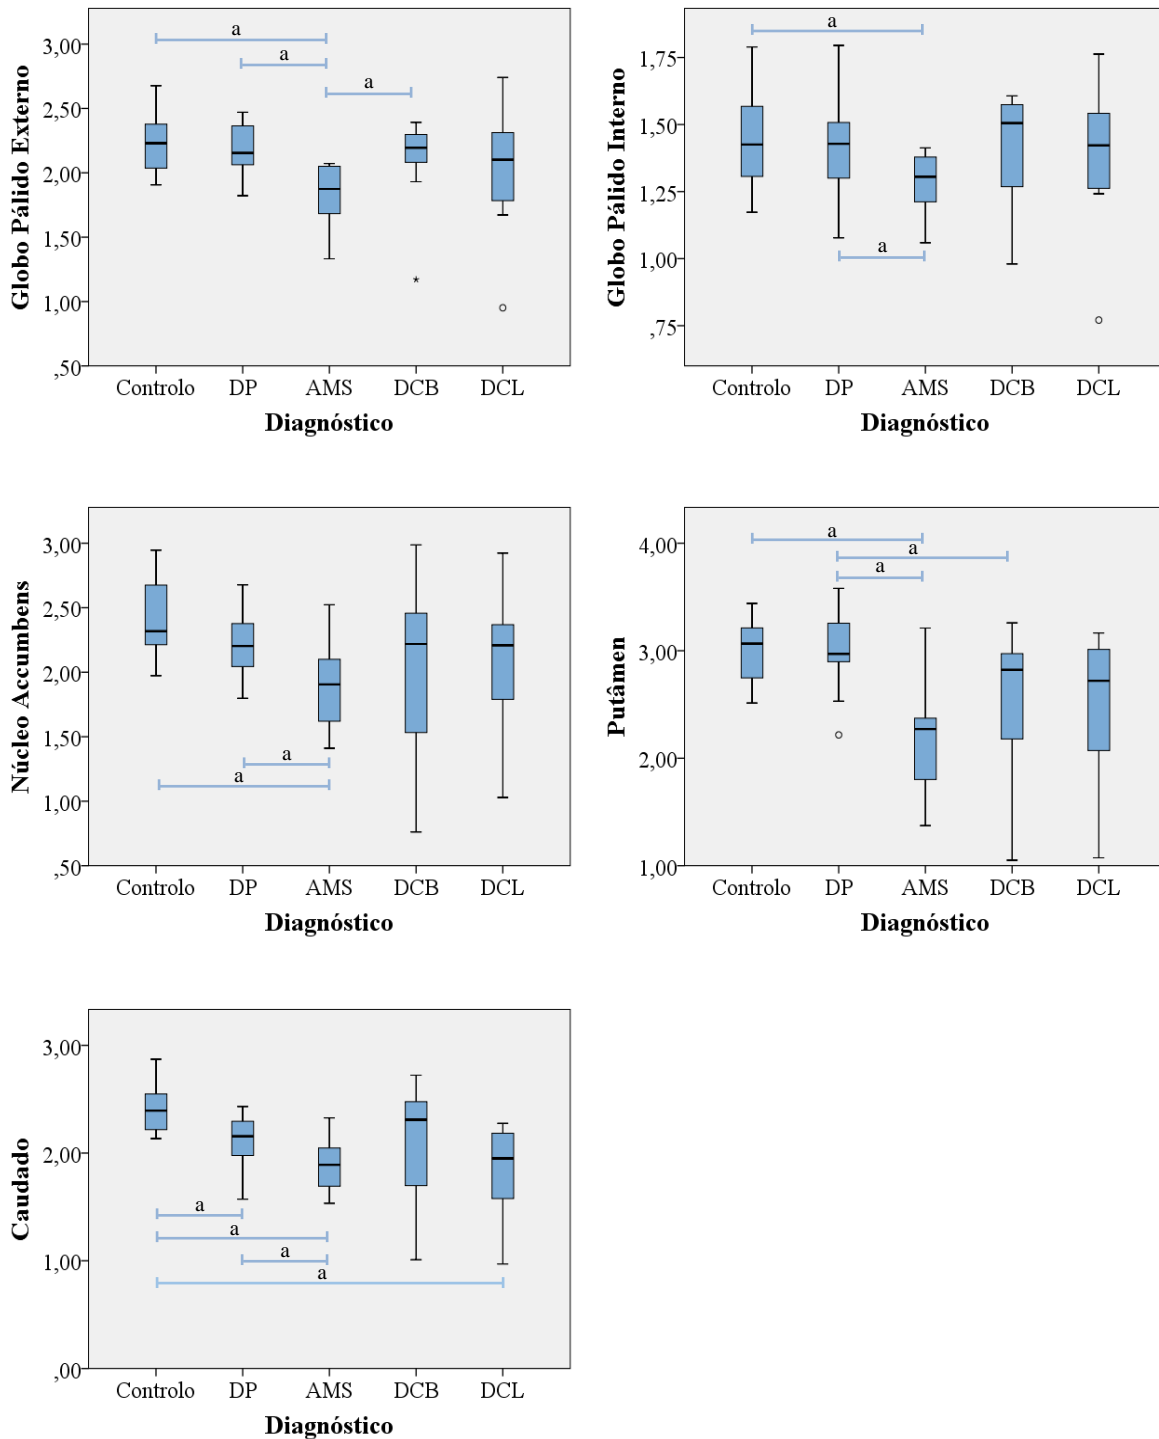 Globo Pálido Externo
3,00
2,50
2,00
1,50
1,00
,50
a
a
a
*
Controlo DP AMS DCB DCL
Diagnóstico
Globo Pálido Interno
1,75
1,50
1,25
1,00
,75
a
a
Controlo DP AMS DCB DCL
Diagnóstico
Núcleo Accumbens
3,00
2,50
2,00
1,50
1,00
,50
a
a
Controlo DP AMS DCB DCL
Diagnóstico
Putâmen
4,00
3,00
2,00
1,00
a
a
a
Controlo DP AMS DCB DCL
Diagnóstico
Caudado
3,00
2,00
1,00
,00
a
a
a
a
Controlo DP AMS DCB DCL
Diagnóstico